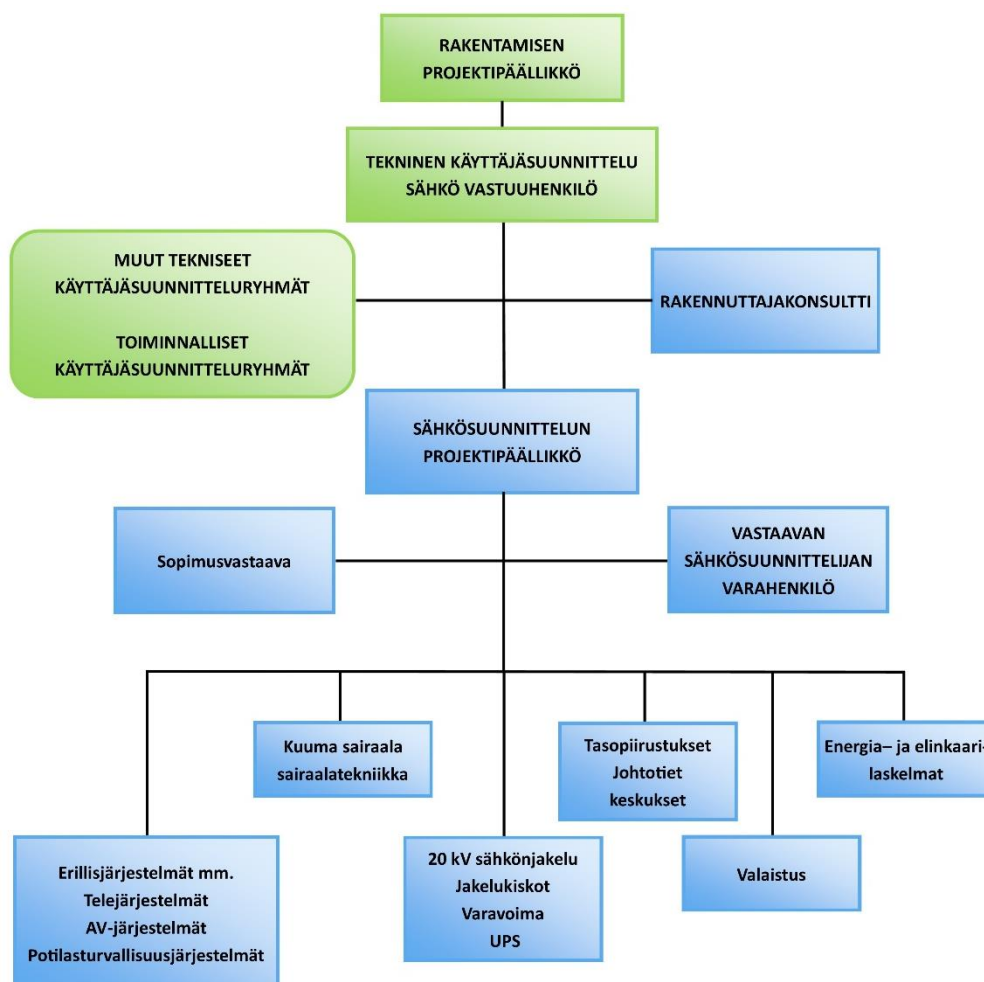 RAKENTAMISEN
PROJEKTIPÄÄLLIKKÖ
TEKNINEN KÄYTTÄJÄSUUNNITTELU
SÄHKÖ VASTUUHENKILÖ
MUUT TEKNISEET
KÄYTTÄJÄSUUNNITTELURYHMÄT
TOIMINNALLISET
KÄYTTÄJÄSUUNNITTELURYHMÄT
RAKENNUTTAJAKONSULTTI
SÄHKÖSUUNNITTELUN
PROJEKTIPÄÄLLIKKÖ
Sopimusvastaava
VASTAAVAN
SÄHKÖSUUNNITTELIJAN
VARAHENKILÖ
Kuuma sairaala
sairaalatekniikka
Tasopiirustukset
Johtotiet
keskukset
Energia– ja elinkaari-
laskelmat
Erillisjärjestelmät mm.
Telejärjestelmät
AV-järjestelmät
Potilasturvallisuusjärjestelmät
20 kV sähkönjakelu
Jakelukiskot
Varavoima
UPS
Valaistus